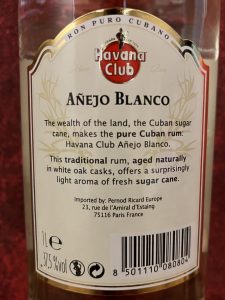 RON PURO CUBANO
Havana
Club
AÑEJO BLANCO
The wealth of the land, the Cuban sugar
cane, makes the pure Cuban rum:
Havana Club Añejo Blanco.
This traditional rum, aged naturally
in white oak casks, offers a surprisingly
light aroma of fresh sugar cane.
Imported by: Pernod Ricard Europe
23, rue de l'Amiral d'Estaing
75116 Paris France
1L e
37,5 %vol
8 501110 080804